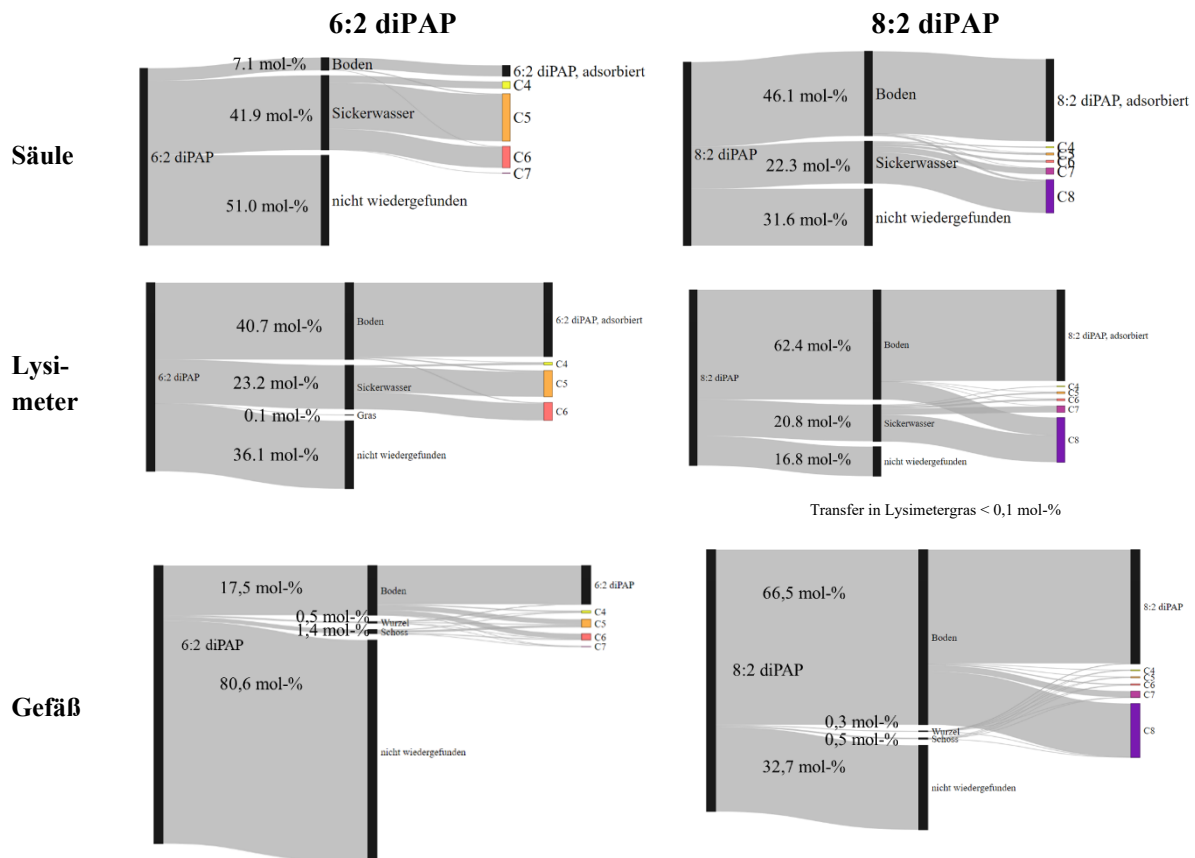 6:2 diPAP
8:2 diPAP
Säule
7.1 mol-%
Boden
6:2 diPAP, adsorbiert
C4
41.9 mol-%
Sickerwasser
C5
6:2 diPAP
C6
C7
51.0 mol-%
nicht wiedergefunden
46.1 mol-%
Boden
8:2 diPAP, adsorbiert
8:2 diPAP
C4
C5
C6
C7
22.3 mol-%
Sickerwasser
C8
31.6 mol-%
nicht wiedergefunden
Lysi-
meter
40.7 mol-%
Boden
6:2 diPAP, adsorbiert
6:2 diPAP
C4
23.2 mol-%
Sickerwasser
C5
0.1 mol-%
Gras
C6
36.1 mol-%
nicht wiedergefunden
62.4 mol-%
Boden
8:2 diPAP, adsorbiert
8:2 diPAP
C4
C5
C6
C7
20.8 mol-%
Sickerwasser
C8
16.8 mol-%
nicht wiedergefunden
Transfer in Lysimetergras < 0,1 mol-%
Gefäß
17,5 mol-%
Boden
6:2 diPAP
0,5 mol-%
Wurzel
C4
1,4 mol-%
Schoss
C5
C6
6:2 diPAP
C7
80,6 mol-%
nicht wiedergefunden
66,5 mol-%
Boden
8:2 diPAP
8:2 diPAP
C4
C5
C6
C7
0,3 mol-%
Wurzel
0,5 mol-%
Schoss
C8
32,7 mol-%
nicht wiedergefunden